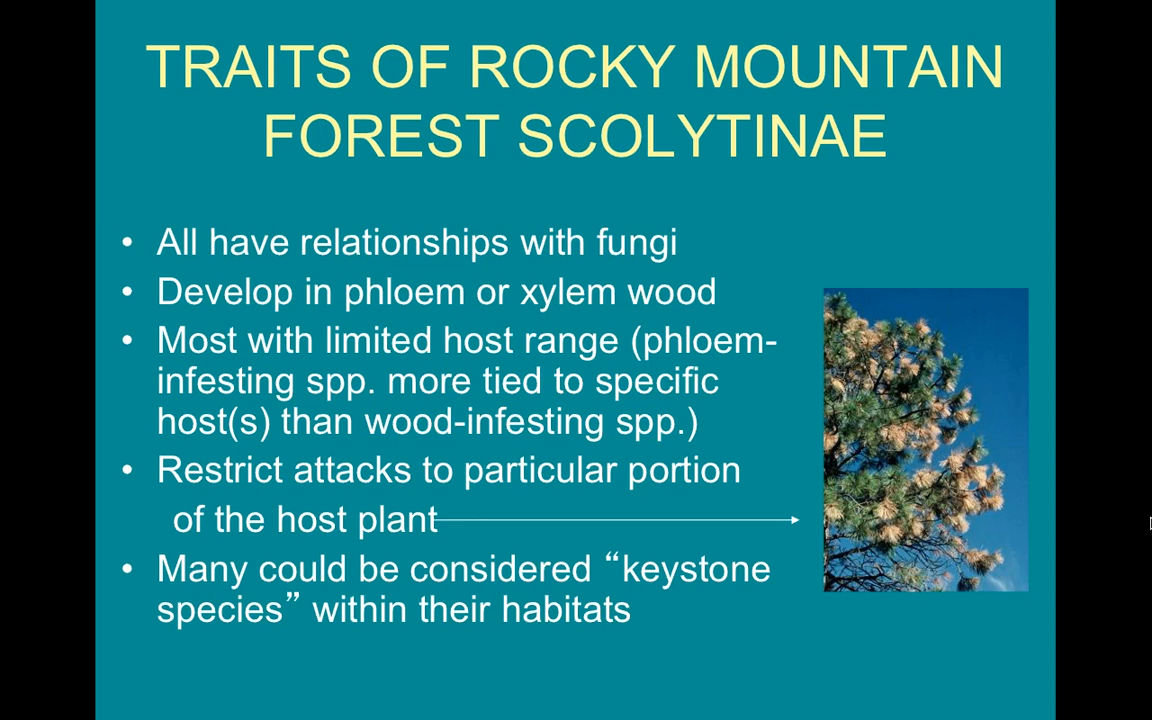 TRAITS OF ROCKY MOUNTAIN
FOREST SCOLYTINAE
• All have relationships with fungi
• Develop in phloem or xylem wood
• Most with limited host range (phloem-
infesting spp. more tied to specific
host(s) than wood-infesting spp.)
• Restrict attacks to particular portion
of the host plant
• Many could be considered “keystone
species” within their habitats